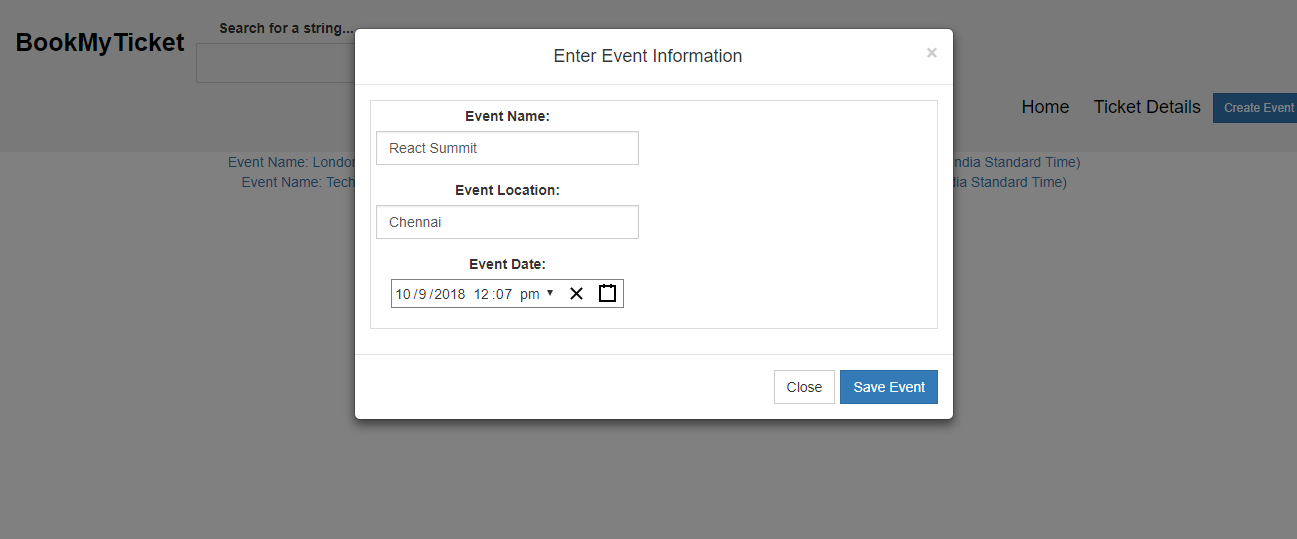 Search for a string...
BookMyTicket
Enter Event Information
×
Home Ticket Details Create Event
Event Name:
React Summit
Event Name: London
ndia Standard Time)
Event Name: Tech
dia Standard Time)
Event Location:
Chennai
Event Date:
10/9/2018 12:07 pm
Close Save Event